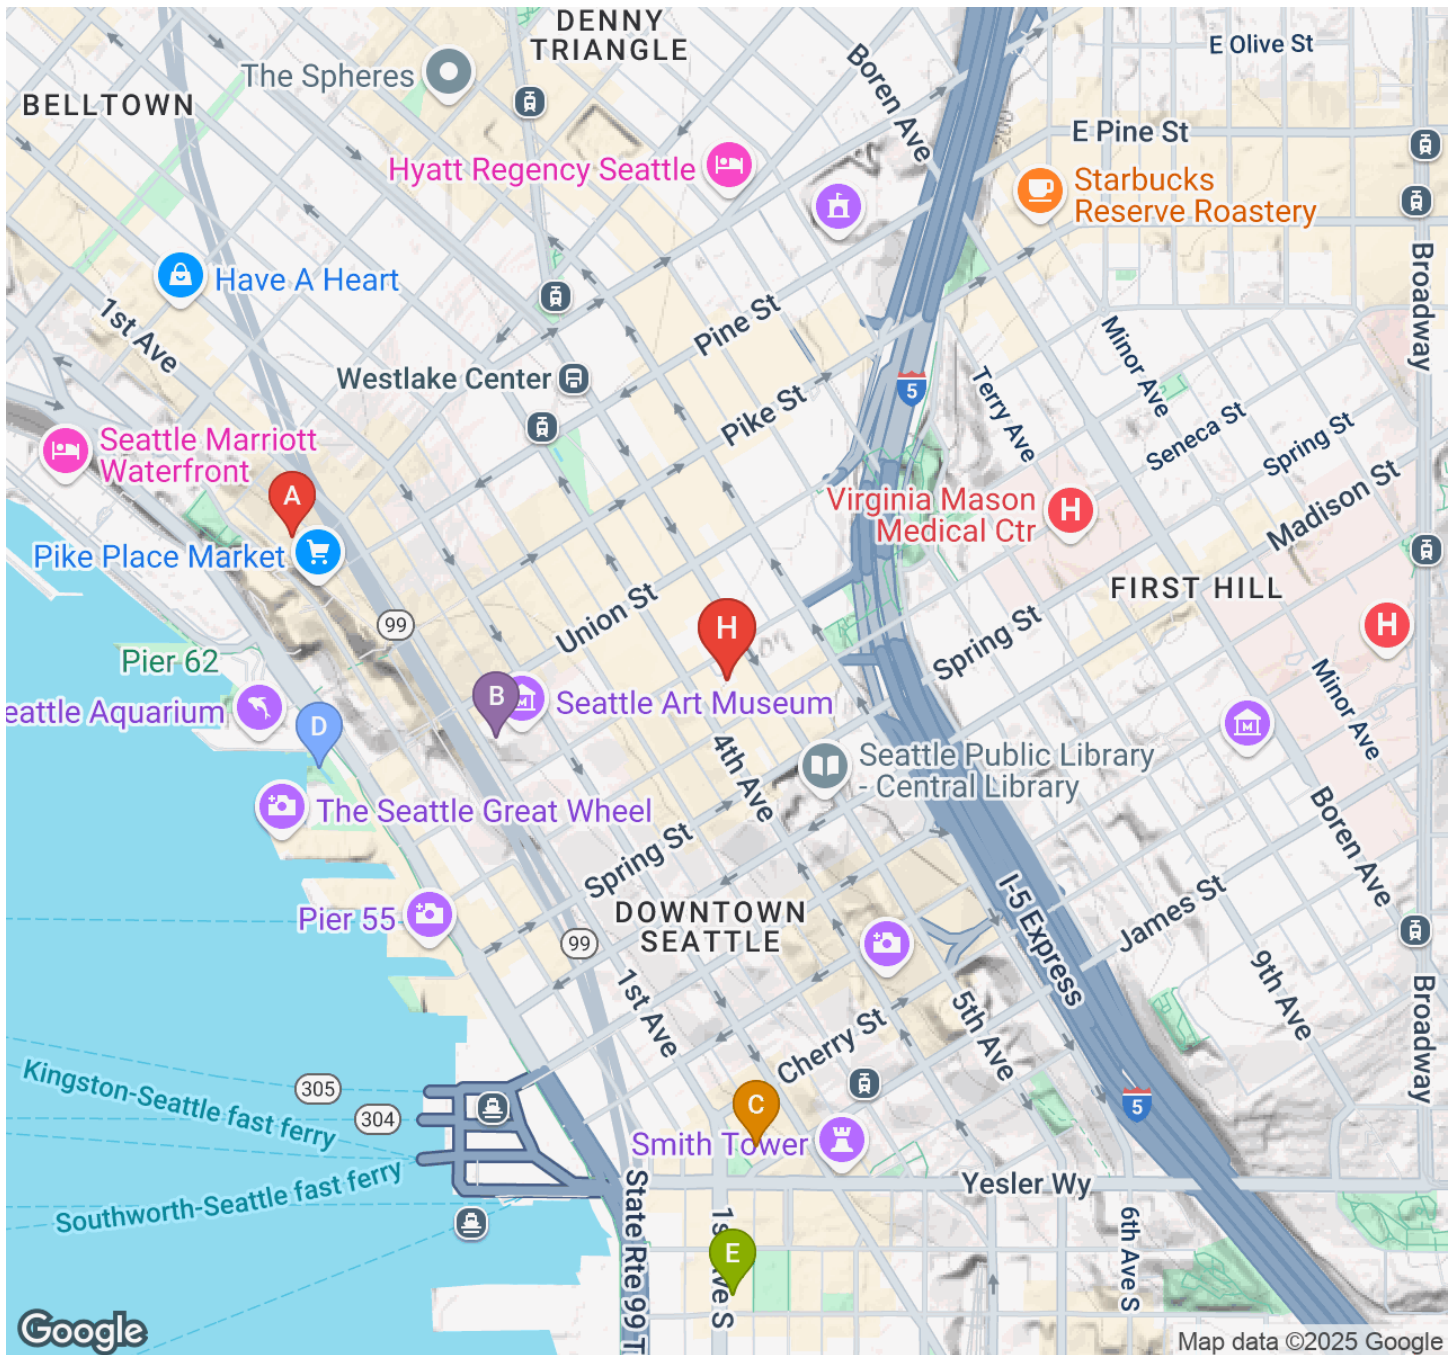 DENNY
TRIANGLE
E Olive St
The Spheres
Boren Ave
BELLTOWN
E Pine St
Hyatt Regency Seattle
Starbucks
Reserve Roastery
Have A Heart
Broadway
1st Ave
Pine St
Minor Ave
Westlake Center
5
Terry Ave
Pike St
Seneca St
Spring St
Seattle Marriott
Waterfront
Madison St
A
Virginia Mason
Medical Ctr
H
Pike Place Market
FIRST HILL
Union St
99
H
H
Spring St
Pier 62
Minor Ave
B
Seattle Art Museum
eattle Aquarium
D
4th Ave
Seattle Public Library
- Central Library
The Seattle Great Wheel
Boren Ave
Spring St
I-5 Express
James St
DOWNTOWN
SEATTLE
Pier 55
99
9th Ave
1st Ave
5th Ave
Broadway
Cherry St
Kingston-Seattle fast ferry
305
304
C
5
Smith Tower
Southworth-Seattle fast ferry
Yesler Wy
State Rte 99 T
1st Ave S
6th Ave S
E
Google
Map data ©2025 Google